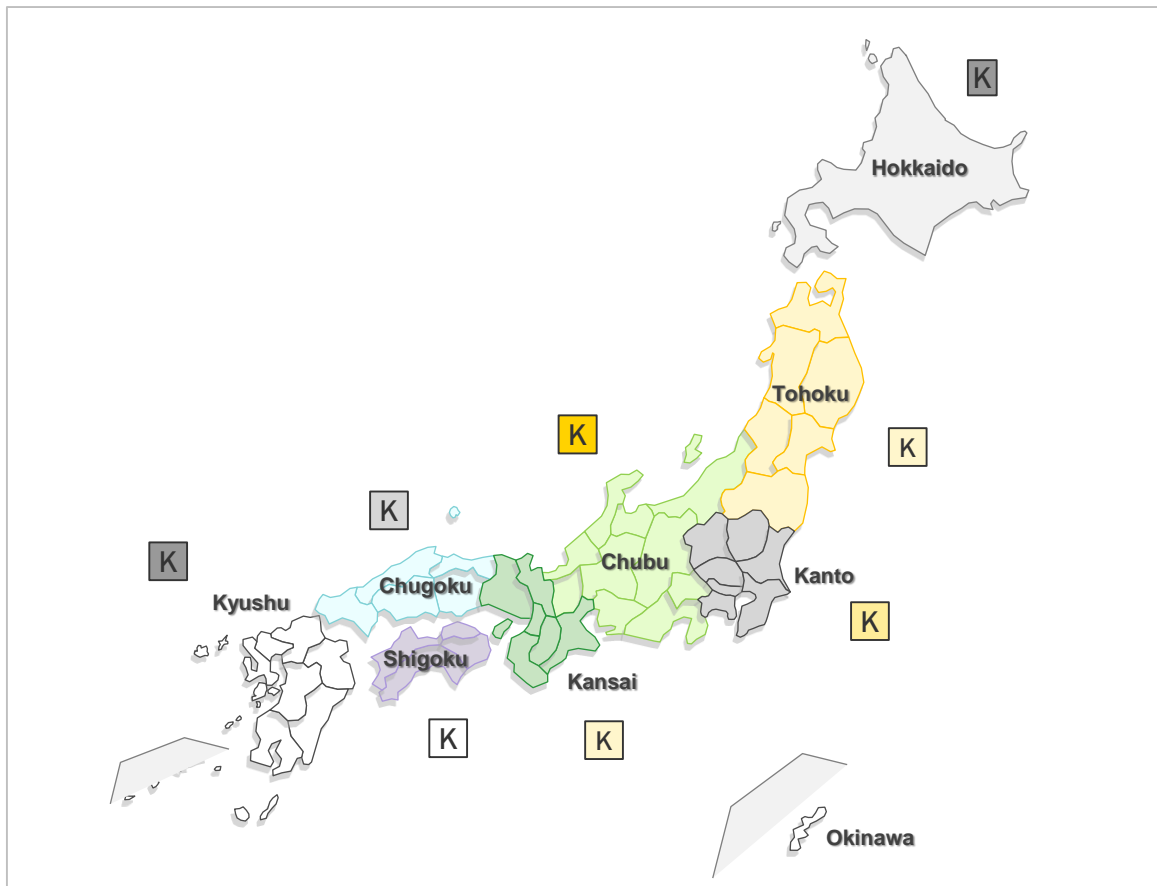 K
Hokkaido
Tohoku
K
K
K
K
Chubu
Kanto
Chugoku
Kyushu
K
Shigoku
Kansai
K
K
Okinawa